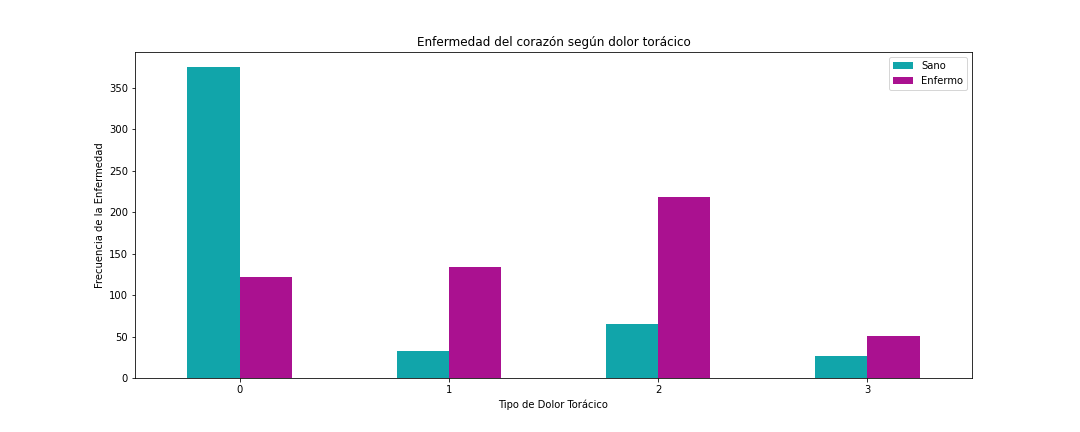 Enfermedad del corazón según dolor torácico
Sano
Enfermo
Frecuencia de la Enfermedad
350
300
250
200
150
100
50
0
0 1 2 3
Tipo de Dolor Torácico